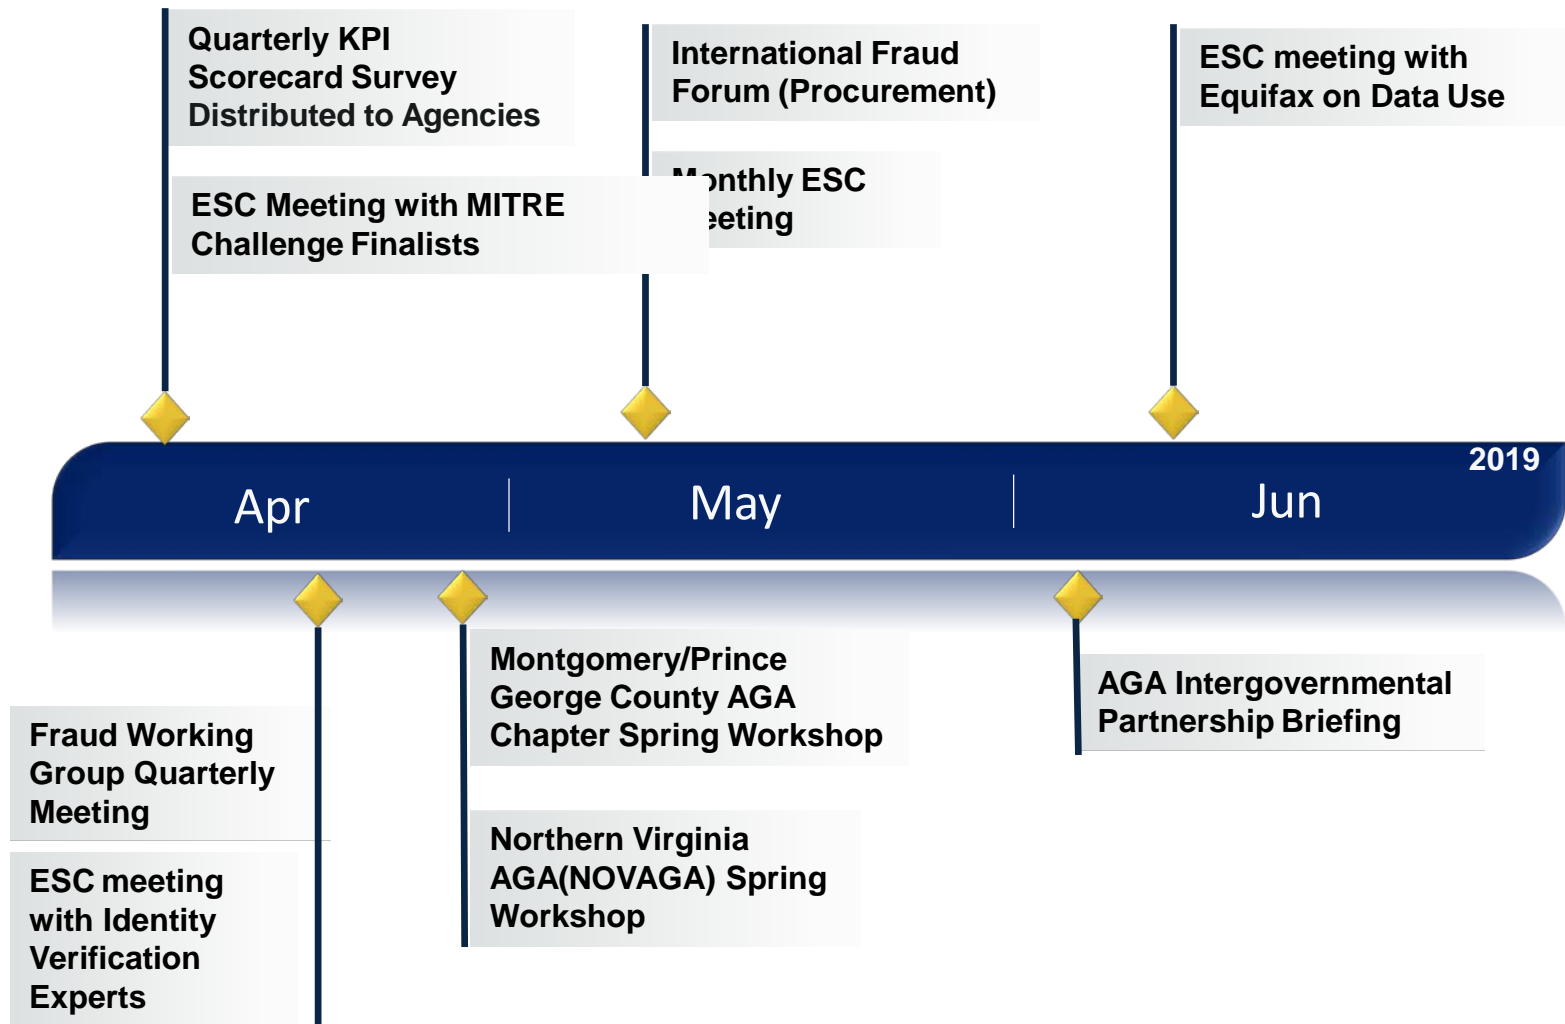 Quarterly KPI
Scorecard Survey
Distributed to Agencies
ESC Meeting with MITRE
Challenge Finalists
International Fraud
Forum (Procurement)
Monthly ESC
eeting
ESC meeting with
Equifax on Data Use
2019
Apr
May
Jun
Fraud Working
Group Quarterly
Meeting
ESC meeting
with Identity
Verification
Experts
Montgomery/Prince
George County AGA
Chapter Spring Workshop
Northern Virginia
AGA(NOVAGA) Spring
Workshop
AGA Intergovernmental
Partnership Briefing